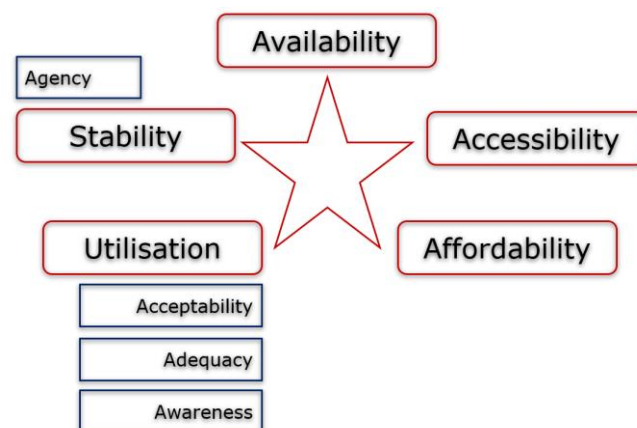 Availability
Agency
Stability
Accessibility
Utilisation
Affordability
Acceptability
Adequacy
Awareness